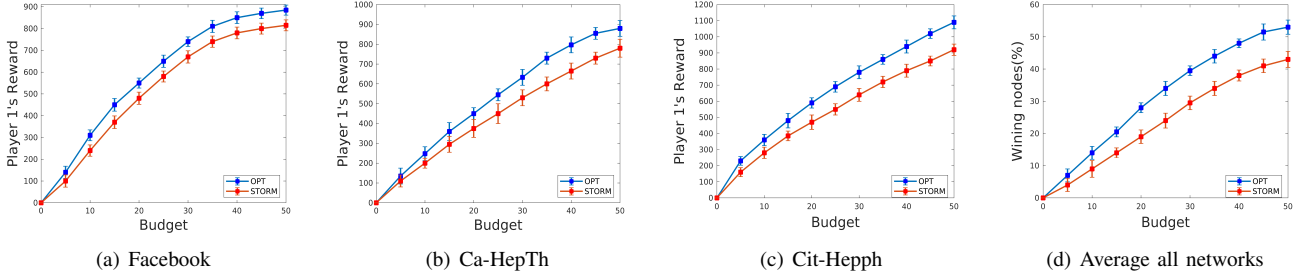 900
800
700
600
500
400
300
200
100
0
Player 1's Reward
0 10 20 30 40 50
Budget
OPT
STORM
(a) Facebook
1000
900
800
700
600
500
400
300
200
100
0
Player 1's Reward
0 10 20 30 40 50
Budget
OPT
STORM
(b) Ca-HepTh
1200
1100
1000
900
800
700
600
500
400
300
200
100
0
Player 1's Reward
0 10 20 30 40 50
Budget
OPT
STORM
(c) Cit-Hepph
60
50
40
30
20
10
0
Wining nodes(%)
0 10 20 30 40 50
Budget
OPT
STORM
(d) Average all networks